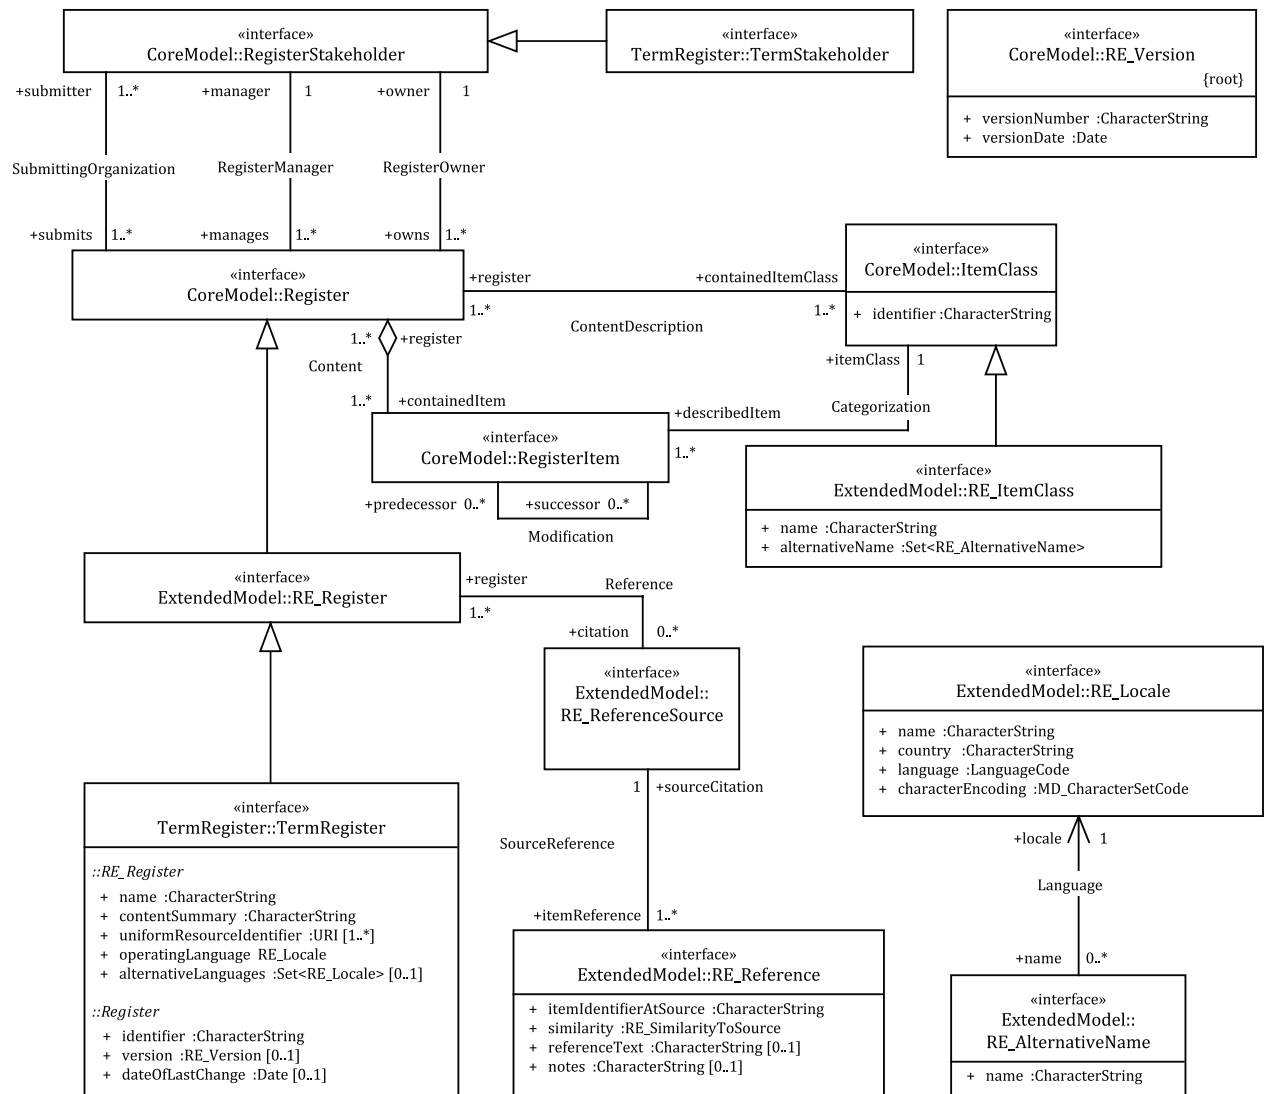 «interface»
CoreModel::RegisterStakeholder
«interface»
TermRegister::TermStakeholder
«interface»
CoreModel::RE_Version
{root}
+ versionNumber :CharacterString
+ versionDate :Date
+submitter 1..*
+manager 1
+owner 1
SubmittingOrganization
RegisterManager
RegisterOwner
+submits 1..*
+manages 1..*
+owns 1..*
«interface»
CoreModel::Register
+register
1..*
+containedItemClass
1..*
ContentDescription
«interface»
CoreModel::ItemClass
+ identifier :CharacterString
1..* +register
Content
1..* +containedItem
+itemClass 1
Categorization
+describedItem
1..*
«interface»
CoreModel::RegisterItem
+predecessor 0..*
+successor 0..*
Modification
«interface»
ExtendedModel::RE_ItemClass
+ name :CharacterString
+ alternativeName :Set<RE_AlternativeName>
«interface»
ExtendedModel::RE_Register
+register
1..*
Reference
+citation 0..*
«interface»
ExtendedModel::
RE_ReferenceSource
«interface»
ExtendedModel::RE_Locale
+ name :CharacterString
+ country :CharacterString
+ language :LanguageCode
+ characterEncoding :MD_CharacterSetCode
«interface»
TermRegister::TermRegister
::RE_Register
+ name :CharacterString
+ contentSummary :CharacterString
+ uniformResourceIdentifier :URI [1..*]
+ operatingLanguage RE_Locale
+ alternativeLanguages :Set<RE_Locale> [0..1]
::Register
+ identifier :CharacterString
+ version :RE_Version [0..1]
+ dateOfLastChange :Date [0..1]
1 +sourceCitation
SourceReference
+itemReference 1..*
«interface»
ExtendedModel::RE_Reference
+ itemIdentifierAtSource :CharacterString
+ similarity :RE_SimilarityToSource
+ referenceText :CharacterString [0..1]
+ notes :CharacterString [0..1]
+locale 1
Language
+name 0..*
«interface»
ExtendedModel::
RE_AlternativeName
+ name :CharacterString